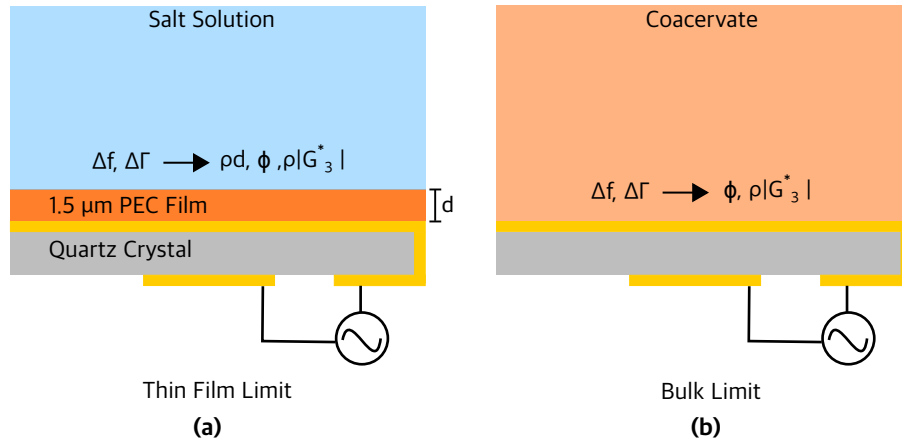 Salt Solution
Δf, ΔΓ → ρd, ϕ ,ρ|G*₃ |
1.5 µm PEC Film
d
Quartz Crystal
Thin Film Limit
(a)
Coacervate
Δf, ΔΓ → ϕ, ρ|G*₃ |
Bulk Limit
(b)